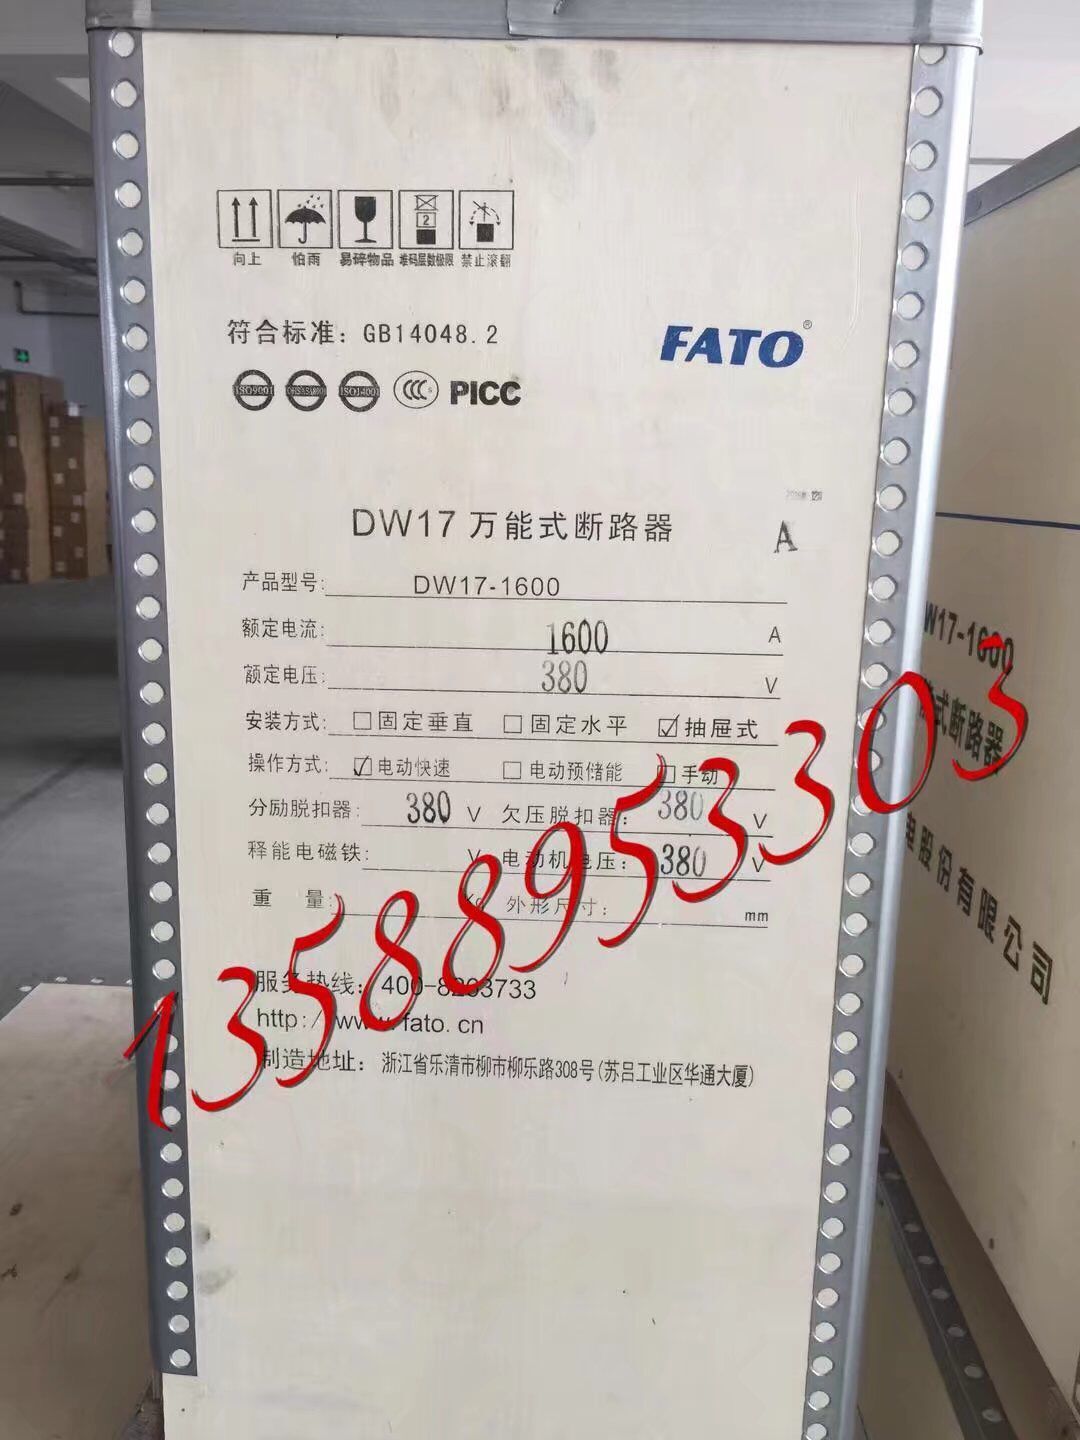 向上 怕雨 易碎物品 堆码层数极限 禁止滚翻
2
符合标准：GB14048.2
FATO®
ISO9001 ISO14001 CCC S PICC
DW17 万能式断路器
A
产品型号: DW17-1600
额定电流: 1600 A
额定电压: 380 V
安装方式: □固定垂直 □固定水平 ☑抽屉式
操作方式: ☑电动快速 □电动预储能 □手动
分励脱扣器: 380 V 欠压脱扣器: 380 V
释能电磁铁: V 电动机电压: 380 V
重 量: Kg 外形尺寸: mm
服务热线: 400-8203733
http://www.fato.cn
制造地址: 浙江省乐清市柳市柳乐路308号(苏吕工业区华通大厦)
13588953303
W17-1600
式断路器
电股份有限公司